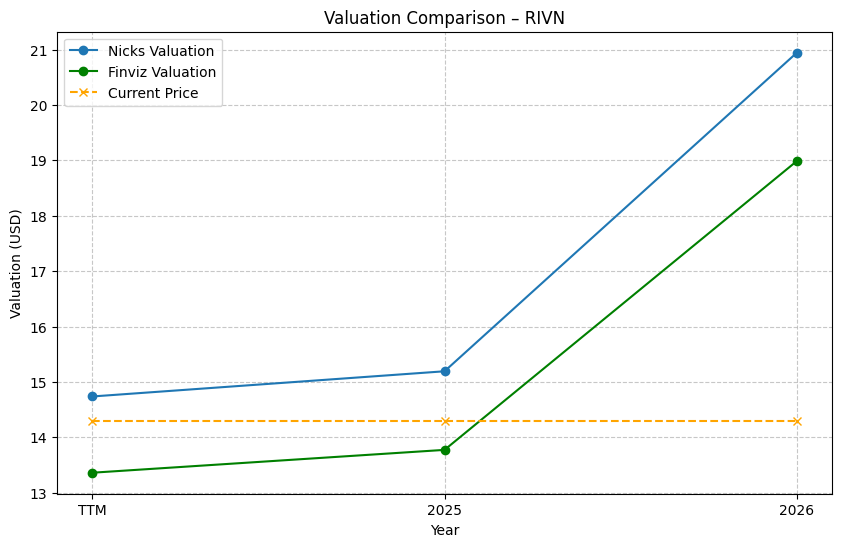 Valuation Comparison – RIVN
Nicks Valuation
Finviz Valuation
Current Price
Valuation (USD)
21
20
19
18
17
16
15
14
13
TTM
2025
2026
Year